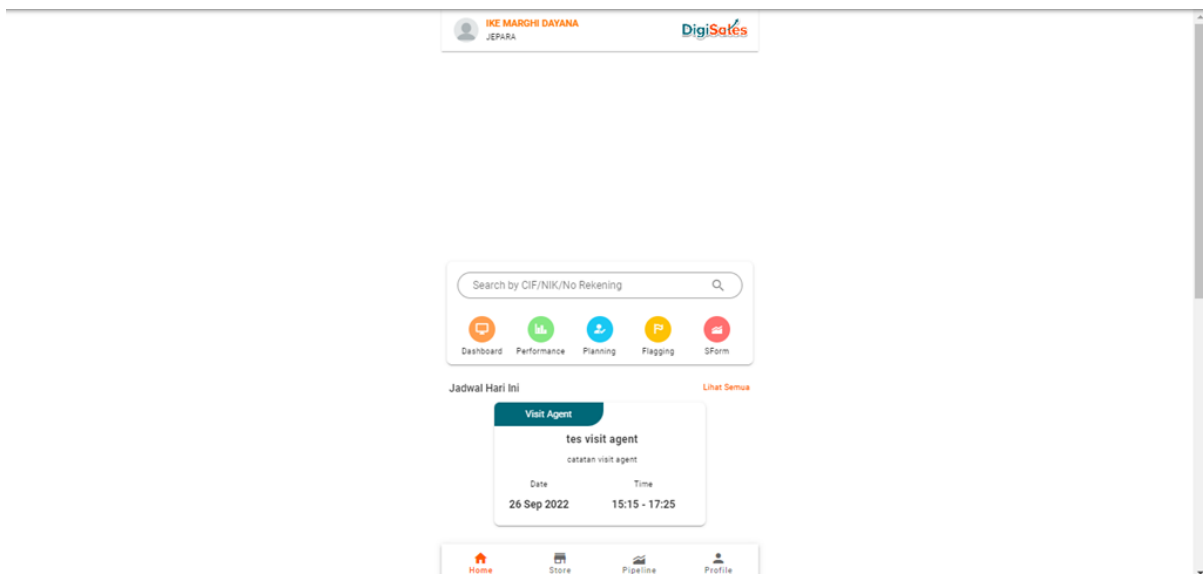 IKE MARGHI DAYANA
JEPARA
DigiSales
Search by CIF/NIK/No Rekening
Dashboard Performance Planning Flagging SForm
Jadwal Hari Ini Lihat Semua
Visit Agent
tes visit agent
catatan visit agent
Date Time
26 Sep 2022 15:15 - 17:25
Home Store Pipeline Profile